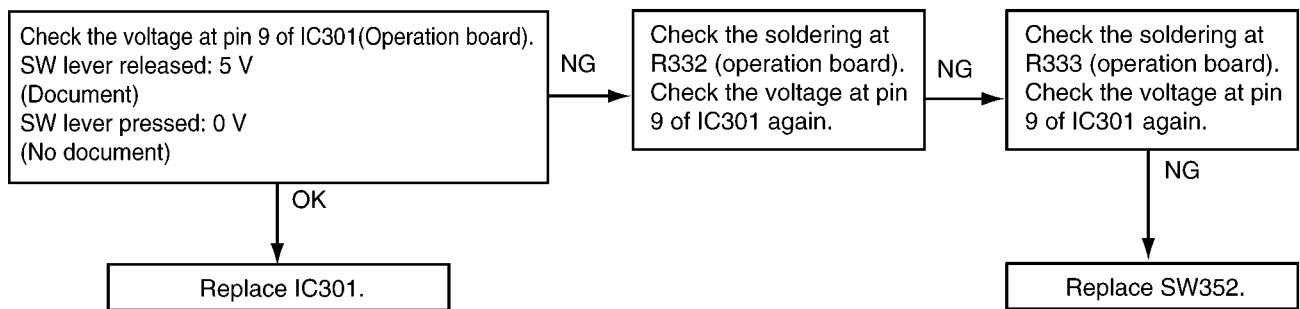 Check the voltage at pin 9 of IC301(Operation board).
SW lever released: 5 V
(Document)
SW lever pressed: 0 V
(No document)
NG
Check the soldering at
R332 (operation board).
Check the voltage at pin
9 of IC301 again.
NG
Check the soldering at
R333 (operation board).
Check the voltage at pin
9 of IC301 again.
OK
NG
Replace IC301.
Replace SW352.